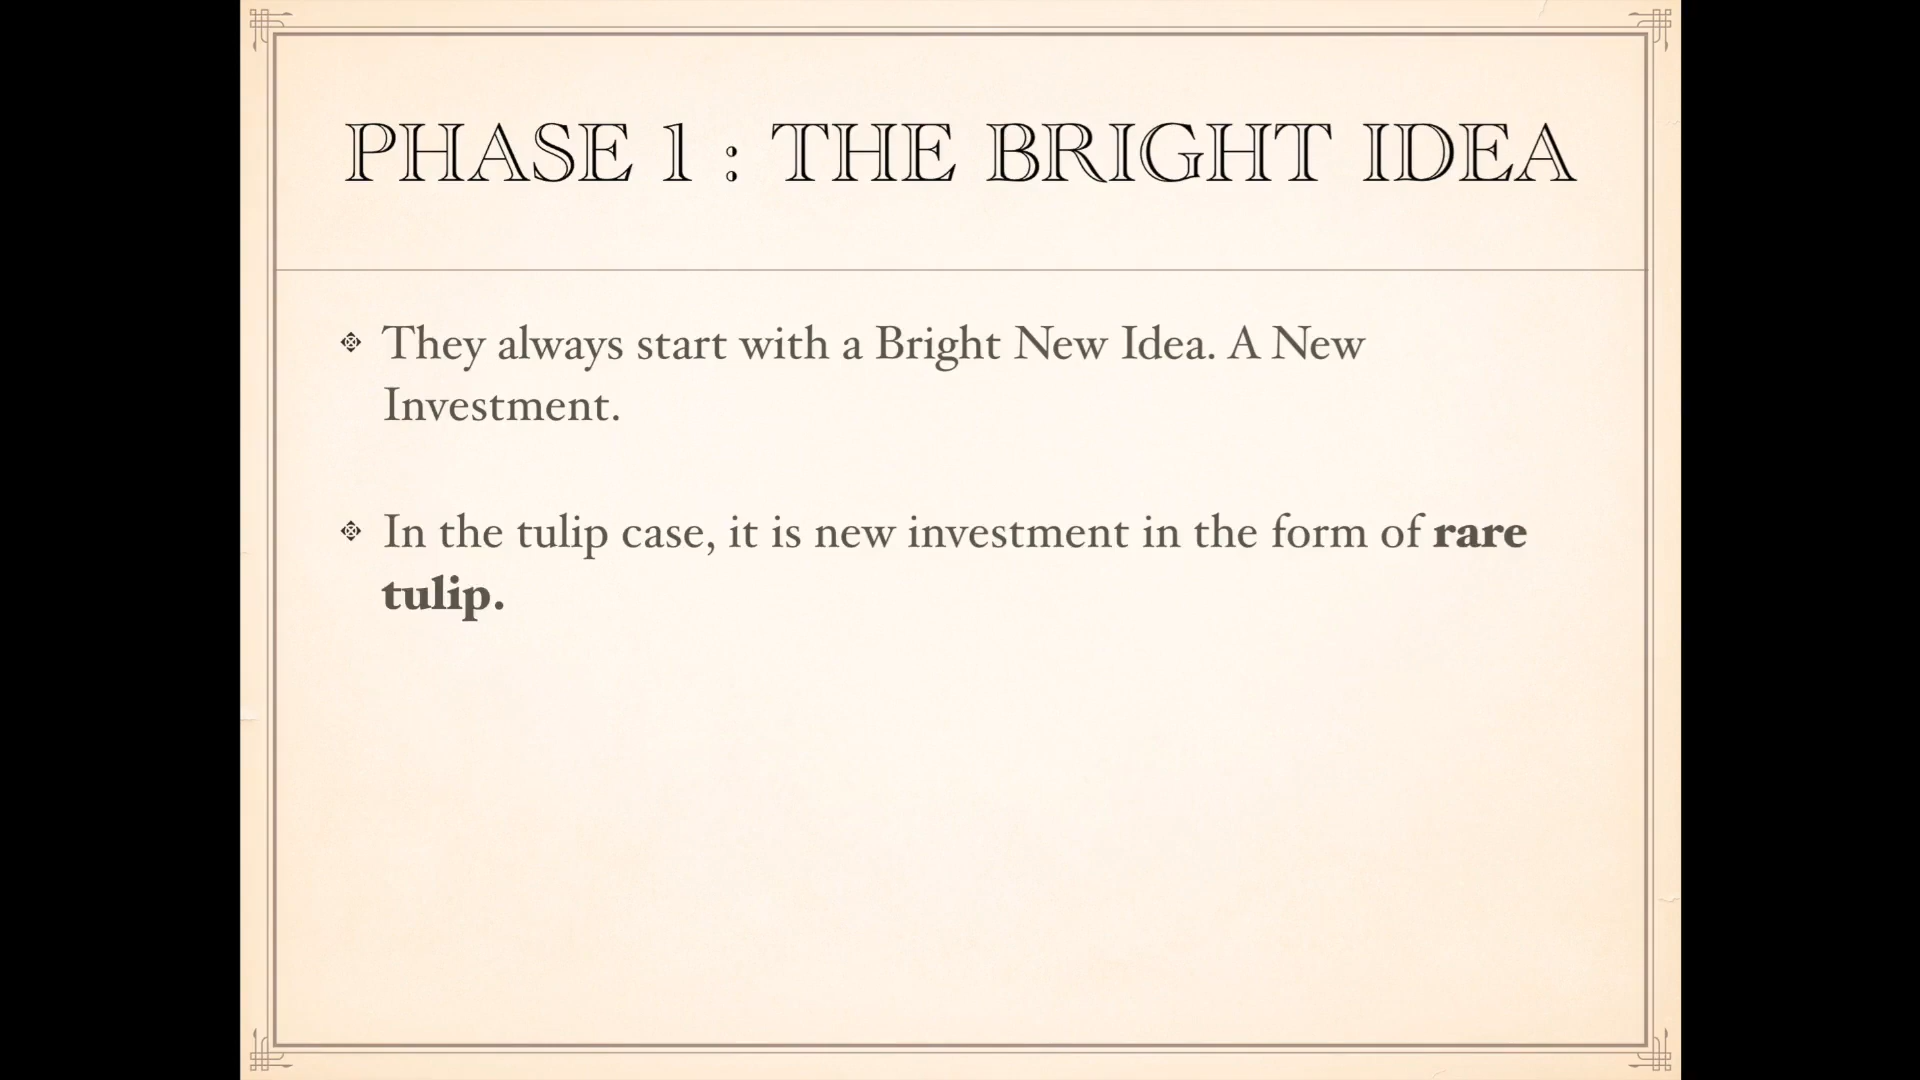 PHASE 1 : THE BRIGHT IDEA
They always start with a Bright New Idea. A New
Investment.
In the tulip case, it is new investment in the form of rare
tulip.